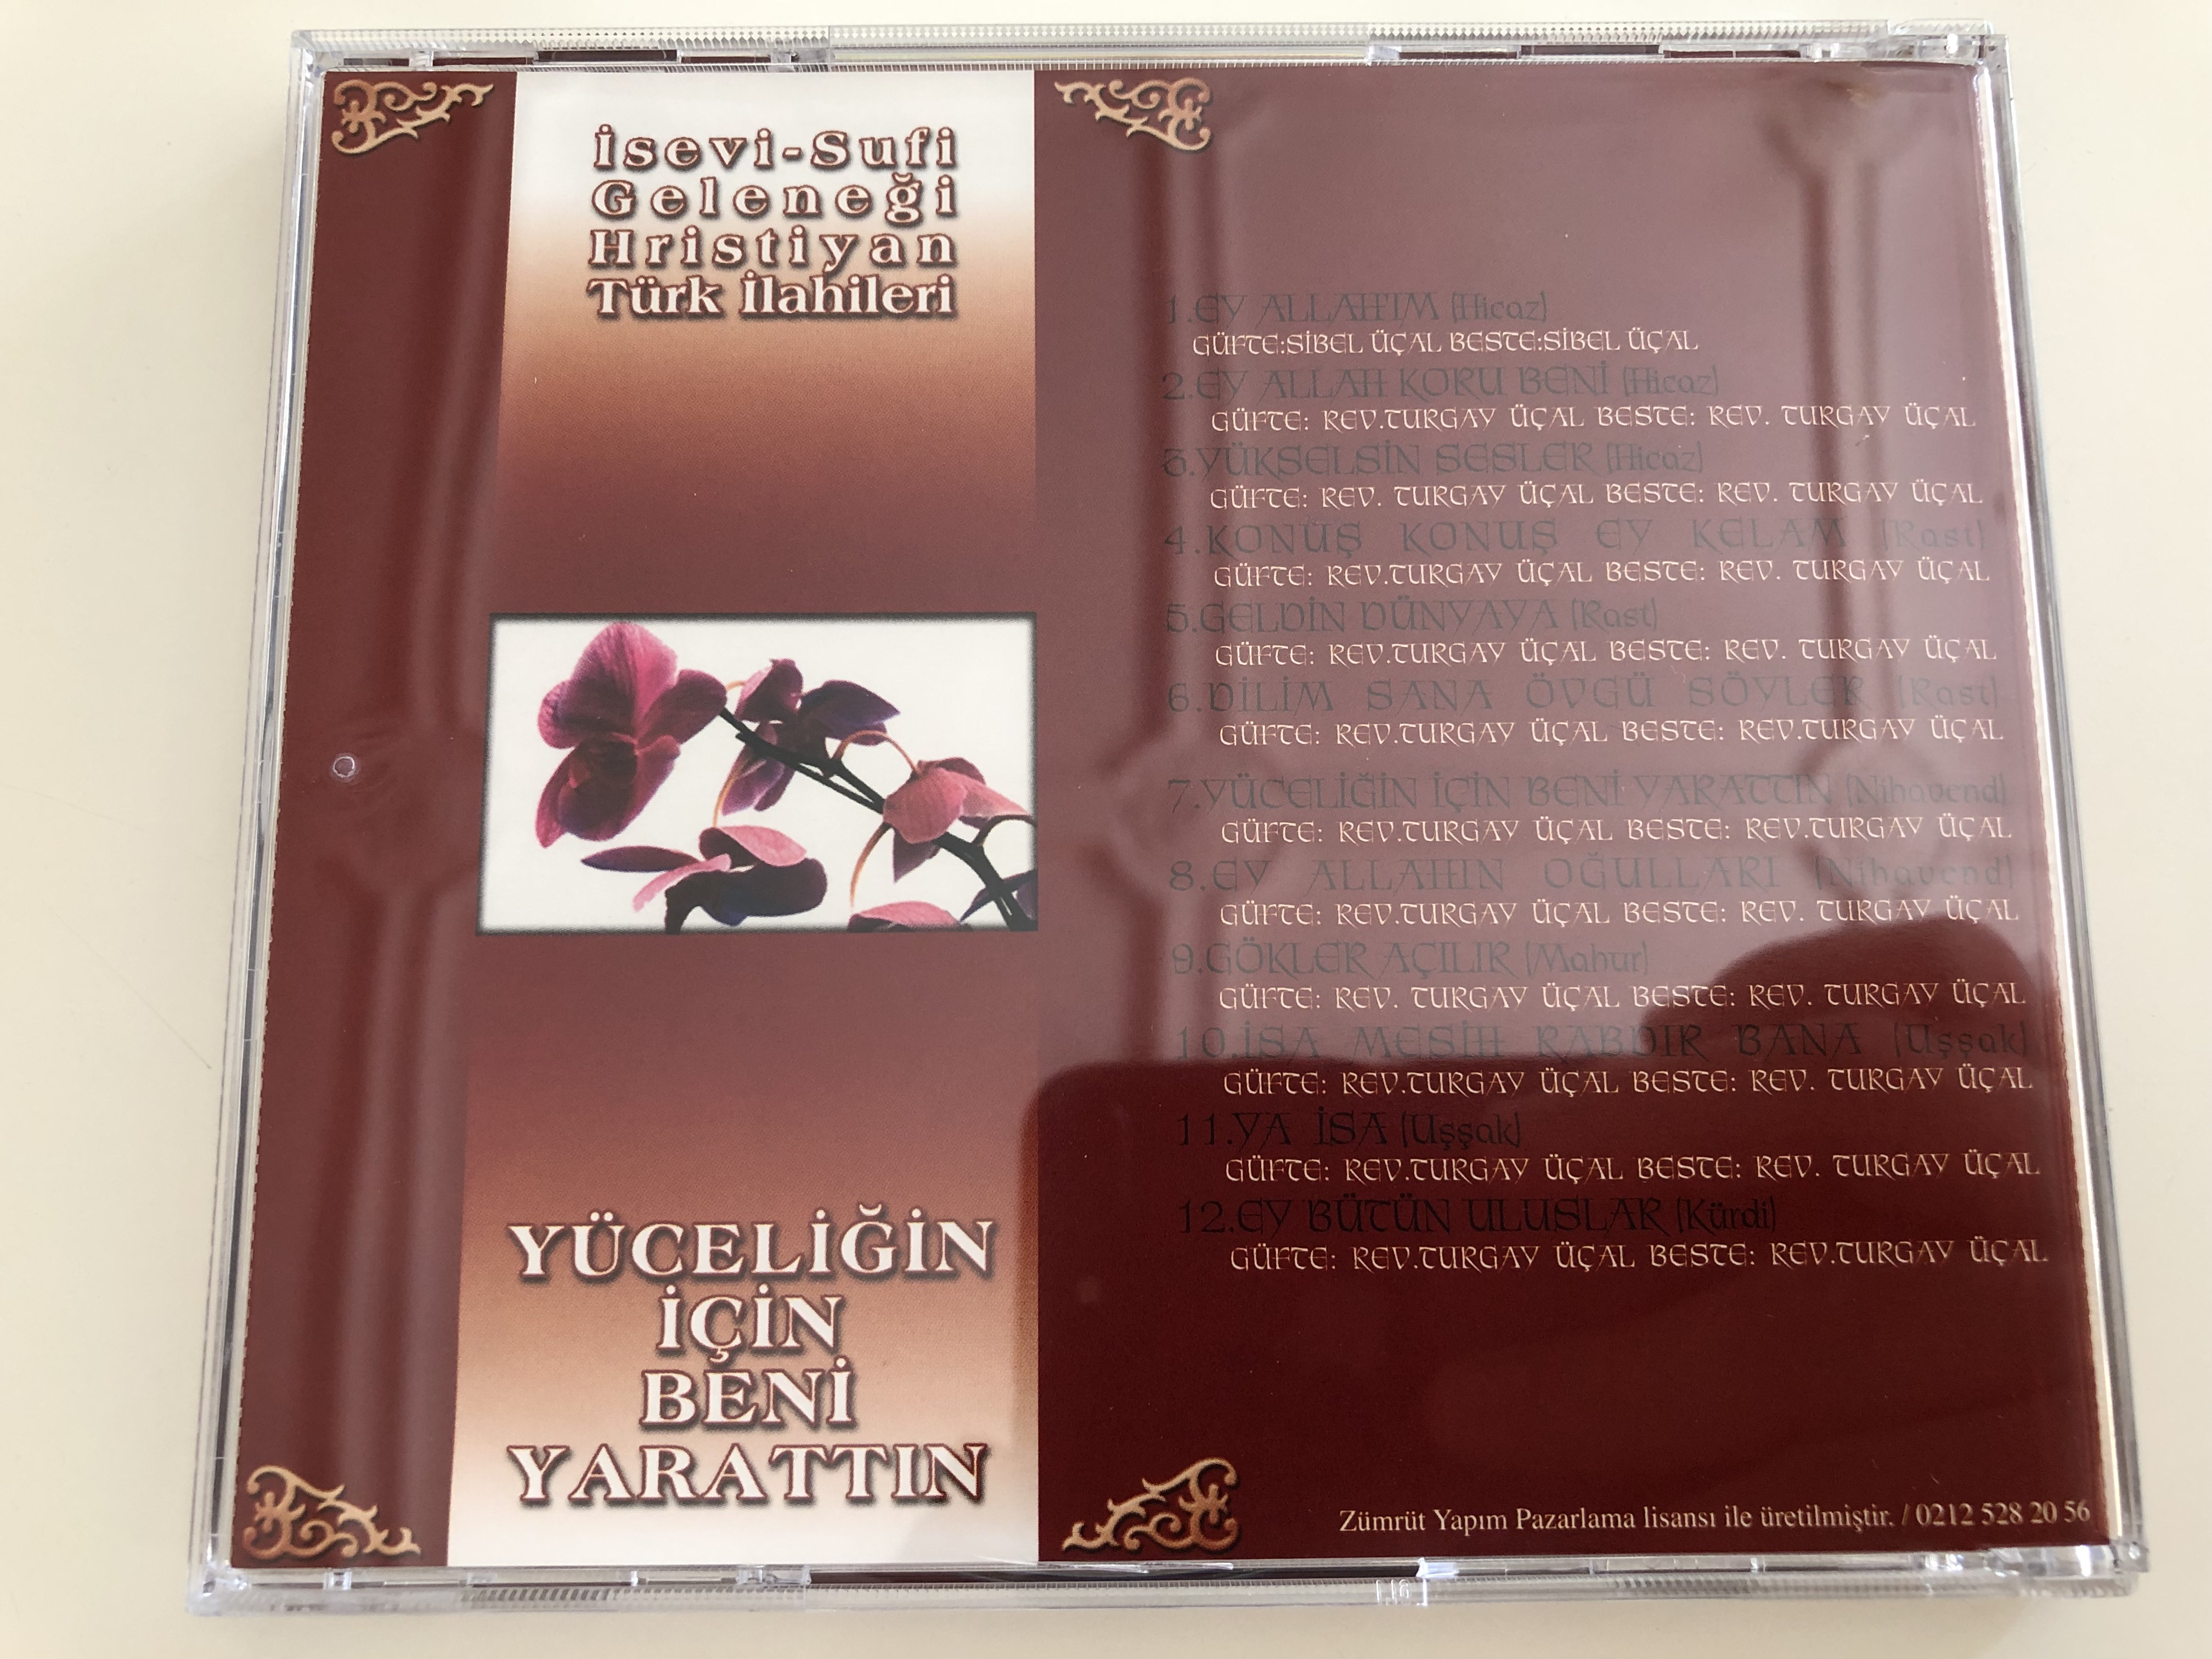 İsevi-Sufi
Geleneği
Hristiyan
Türk İlahileri
YÜCELİĞİN
İÇİN
BENİ
YARATTIN
1.EY ALLAH'IM (Hicaz)
GÜFTE:SİBEL ÜÇAL BESTE:SİBEL ÜÇAL
2.EY ALLAH KORU BENİ (Hicaz)
GÜFTE: REV.TURGAY ÜÇAL BESTE: REV. TURGAY ÜÇAL
3.YÜKSELSİN SESLER (Hicaz)
GÜFTE: REV. TURGAY ÜÇAL BESTE: REV. TURGAY ÜÇAL
4.KONUŞ KONUŞ EY KELAM (Rast)
GÜFTE: REV.TURGAY ÜÇAL BESTE: REV. TURGAY ÜÇAL
5.GELDİN DÜNYAYA (Rast)
GÜFTE: REV.TURGAY ÜÇAL BESTE: REV. TURGAY ÜÇAL
6.DİLİM SANA ÖVGÜ SÖYLER (Rast)
GÜFTE: REV.TURGAY ÜÇAL BESTE: REV.TURGAY ÜÇAL
7.YÜCELİĞİN İÇİN BENİ YARATTIN (Nihavend)
GÜFTE: REV.TURGAY ÜÇAL BESTE: REV.TURGAY ÜÇAL
8.EY ALLAHIN OĞULLARI (Nihavend)
GÜFTE: REV.TURGAY ÜÇAL BESTE: REV. TURGAY ÜÇAL
9.GÖKLER AÇILIR (Mahur)
GÜFTE: REV. TURGAY ÜÇAL BESTE: REV. TURGAY ÜÇAL
10.İSA MESİH RABDIR BANA (Uşşak)
GÜFTE: REV.TURGAY ÜÇAL BESTE: REV. TURGAY ÜÇAL
11.YA İSA (Uşşak)
GÜFTE: REV.TURGAY ÜÇAL BESTE: REV. TURGAY ÜÇAL
12.EY BÜTÜN ULUSLAR (Kürdi)
GÜFTE: REV.TURGAY ÜÇAL BESTE: REV.TURGAY ÜÇAL
Zümrüt Yapım Pazarlama lisansı ile üretilmiştir. / 0212 528 20 56